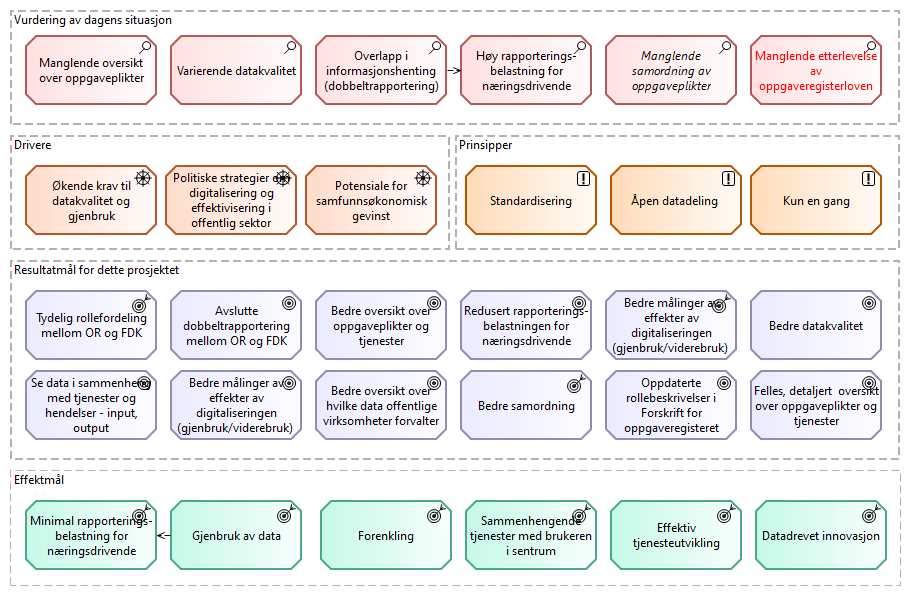 Vurdering av dagens situasjon
Manglende oversikt
over oppgaveplikter
Varierende datakvalitet
Overlapp i
informasjonshenting
(dobbeltrapportering)
Høy rapporterings-
belastning for
næringsdrivende
Manglende
samordning av
oppgaveplikter
Manglende etterlevelse
av
oppgaveregisterloven
Drivere
Økende krav til
datakvalitet og
gjenbruk
Politiske strategier om
digitalisering og
effektivisering i
offentlig sektor
Potensiale for
samfunnsøkonomisk
gevinst
Prinsipper
Standardisering
Åpen datadeling
Kun en gang
Resultatmål for dette prosjektet
Tydelig rollefordeling
mellom OR og FDK
Avslutte
dobbeltrapportering
mellom OR og FDK
Bedre oversikt over
oppgaveplikter og
tjenester
Redusert rapporterings-
belastningen for
næringsdrivende
Bedre målinger av
effekter av
digitaliseringen
(gjenbruk/viderebruk)
Bedre datakvalitet
Se data i sammenheng
med tjenester og
hendelser - input,
output
Bedre målinger av
effekter av
digitaliseringen
(gjenbruk/viderebruk)
Bedre oversikt over
hvilke data offentlige
virksomheter forvalter
Bedre samordning
Oppdaterte
rollebeskrivelser i
Forskrift for
oppgaveregisteret
Felles, detaljert oversikt
over oppgaveplikter og
tjenester
Effektmål
Minimal rapporterings-
belastning for
næringsdrivende
Gjenbruk av data
Forenkling
Sammenhengende
tjenester med brukeren
i sentrum
Effektiv
tjenesteutvikling
Datadrevet innovasjon